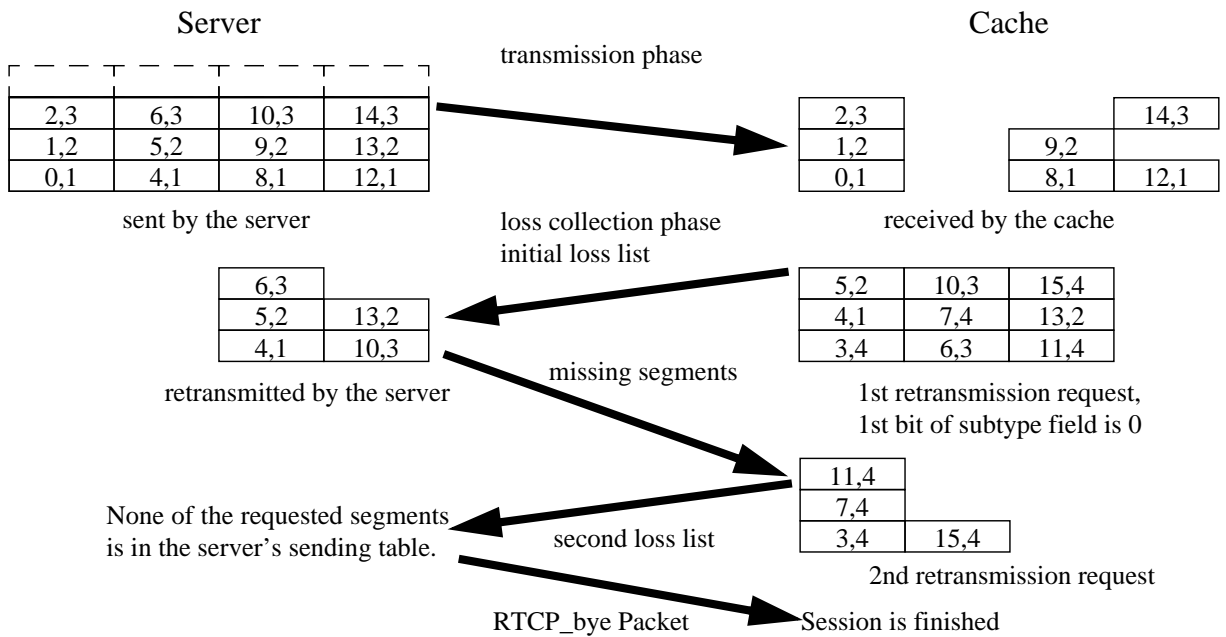 Server
Cache
transmission phase
2,3 6,3 10,3 14,3
1,2 5,2 9,2 13,2
0,1 4,1 8,1 12,1
sent by the server
2,3 14,3
1,2 9,2
0,1 8,1 12,1
received by the cache
loss collection phase
initial loss list
6,3
5,2 13,2
4,1 10,3
retransmitted by the server
5,2 10,3 15,4
4,1 7,4 13,2
3,4 6,3 11,4
1st retransmission request,
1st bit of subtype field is 0
missing segments
11,4
7,4
3,4 15,4
2nd retransmission request
None of the requested segments
is in the server's sending table.
second loss list
RTCP_bye Packet
Session is finished